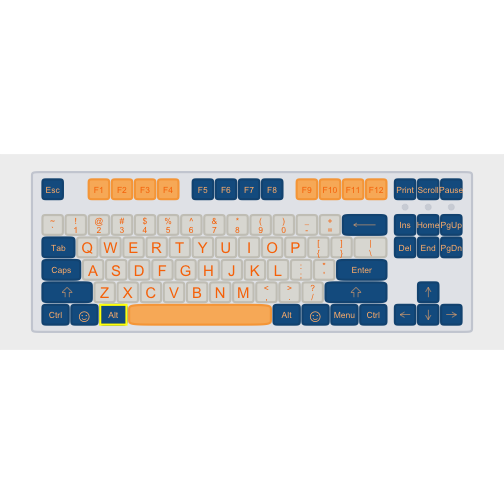 Esc F1 F2 F3 F4 F5 F6 F7 F8 F9 F10 F11 F12 Print Scroll Pause
~ ! @ # $ % ^ & * ( ) _ +
` 1 2 3 4 5 6 7 8 9 0 - = Ins Home PgUp
Tab Q W E R T Y U I O P { [ } ] | \ Del End PgDn
Caps A S D F G H J K L : ; " ' Enter
Z X C V B N M < , > . ? /
Ctrl Alt Alt Menu Ctrl